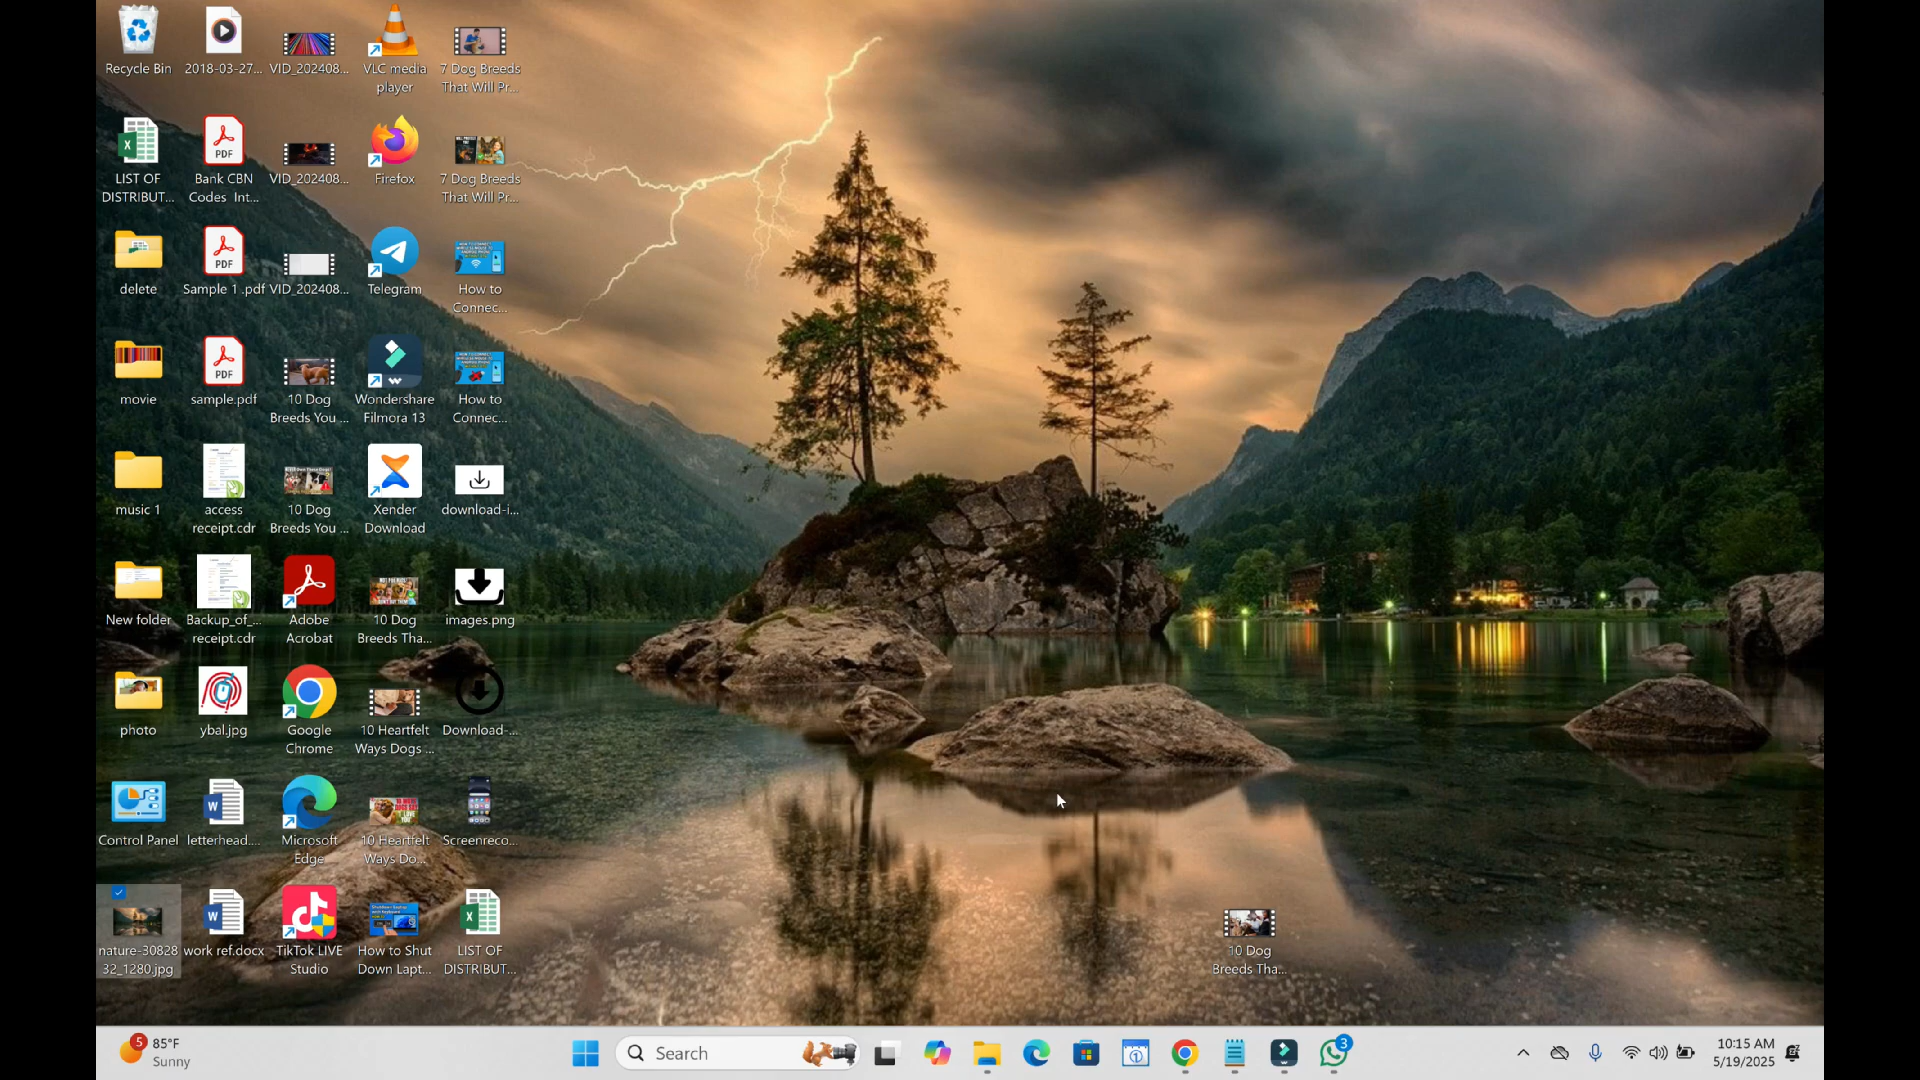 Recycle Bin
2018-03-27...
VID_202408...
VLC media
player
7 Dog Breeds
That Will Pr...
LIST OF
DISTRIBUT...
PDF
Bank CBN
Codes Int...
VID_202408...
Firefox
7 Dog Breeds
That Will Pr...
delete
PDF
Sample 1 .pdf
VID_202408...
Telegram
How to
Connec...
movie
PDF
sample.pdf
10 Dog
Breeds You ...
Wondershare
Filmora 13
How to
Connec...
music 1
access
receipt.cdr
10 Dog
Breeds You ...
Xender
Download
download-i...
New folder
Backup_of_...
receipt.cdr
Adobe
Acrobat
10 Dog
Breeds Tha...
images.png
photo
ybal.jpg
Google
Chrome
10 Heartfelt
Ways Dogs ...
Download-...
Control Panel
letterhead....
Microsoft
Edge
10 Heartfelt
Ways Do...
Screenreco...
nature-30828
32_1280.jpg
work ref.docx
TikTok LIVE
Studio
How to Shut
Down Lapt...
LIST OF
DISTRIBUT...
10 Dog
Breeds Tha...
5
85°F
Sunny
Search
3
10:15 AM
5/19/2025